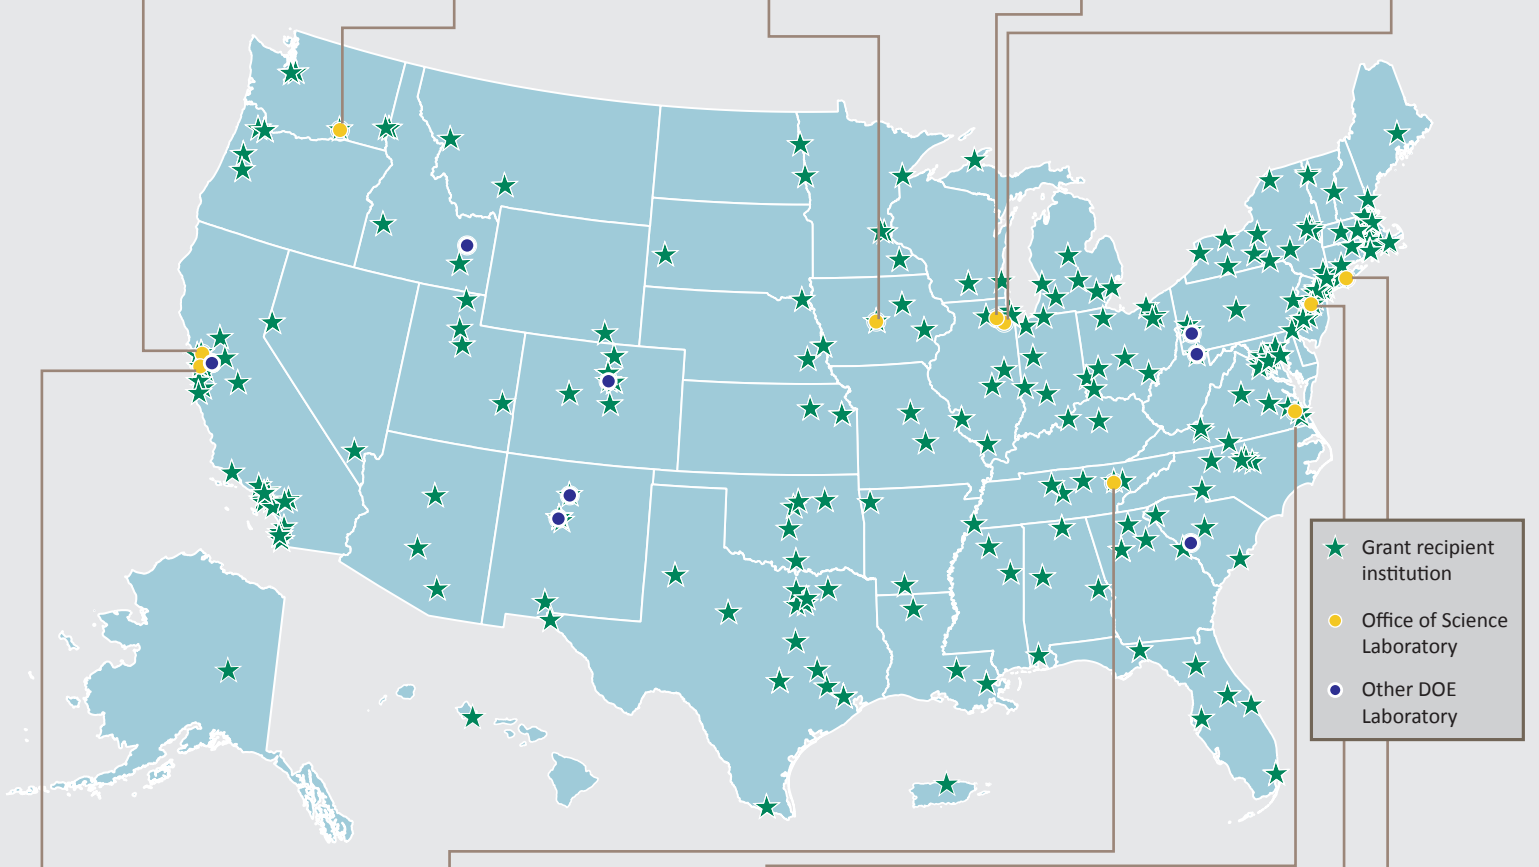 Grant recipient
institution
Office of Science
Laboratory
Other DOE
Laboratory